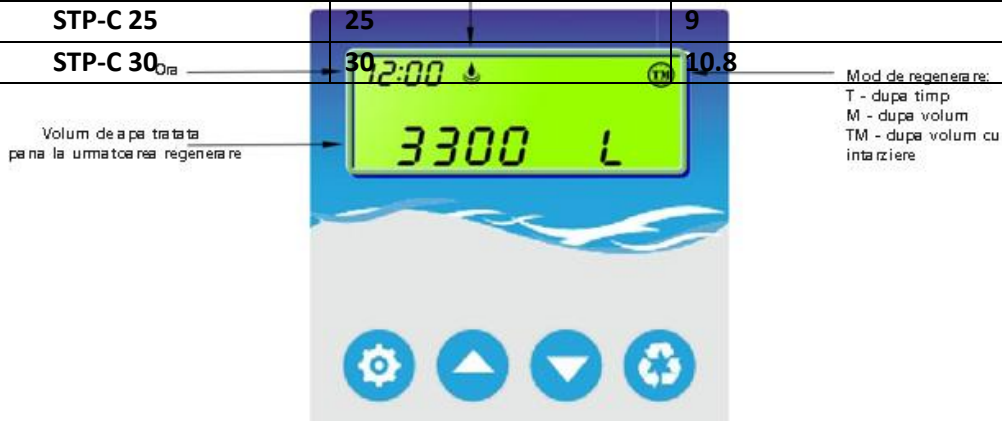 STP-C 25 25 9
STP-C 30 30 10.8
Ora
12:00
TM
Mod de regenerare:
T - dupa timp
M - dupa volum
TM - dupa volum cu
intarziere
Volum de apa tratata
pana la urmatoarea regenerare
3300 L